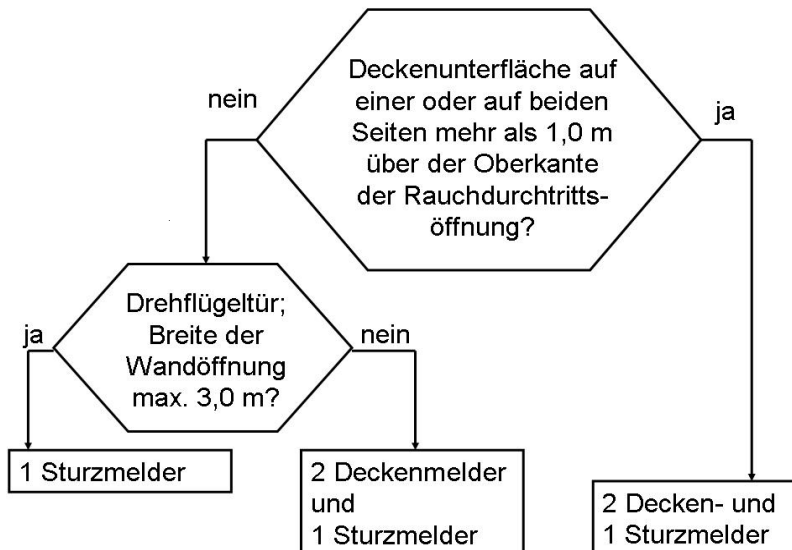 Deckenunterfläche auf
einer oder auf beiden
Seiten mehr als 1,0 m
über der Oberkante
der Rauchdurchtritts-
öffnung?
nein
ja
Drehflügeltür;
Breite der
Wandöffnung
max. 3,0 m?
ja
nein
1 Sturzmelder
2 Deckenmelder
und
1 Sturzmelder
2 Decken- und
1 Sturzmelder